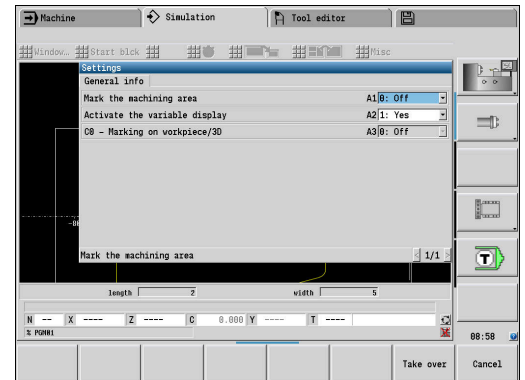 Machine Simulation Tool editor
Window... Start blck Misc
Settings
General info
Mark the machining area A1 0: Off
Activate the variable display A2 1: Yes
C0 - Marking on workpiece/3D A3 0: Off
Mark the machining area 1/1
T
length 2 width 5
N -- X ---- Z ---- C 0.000 Y ---- T ----
% PGM01
08:58
Take over Cancel